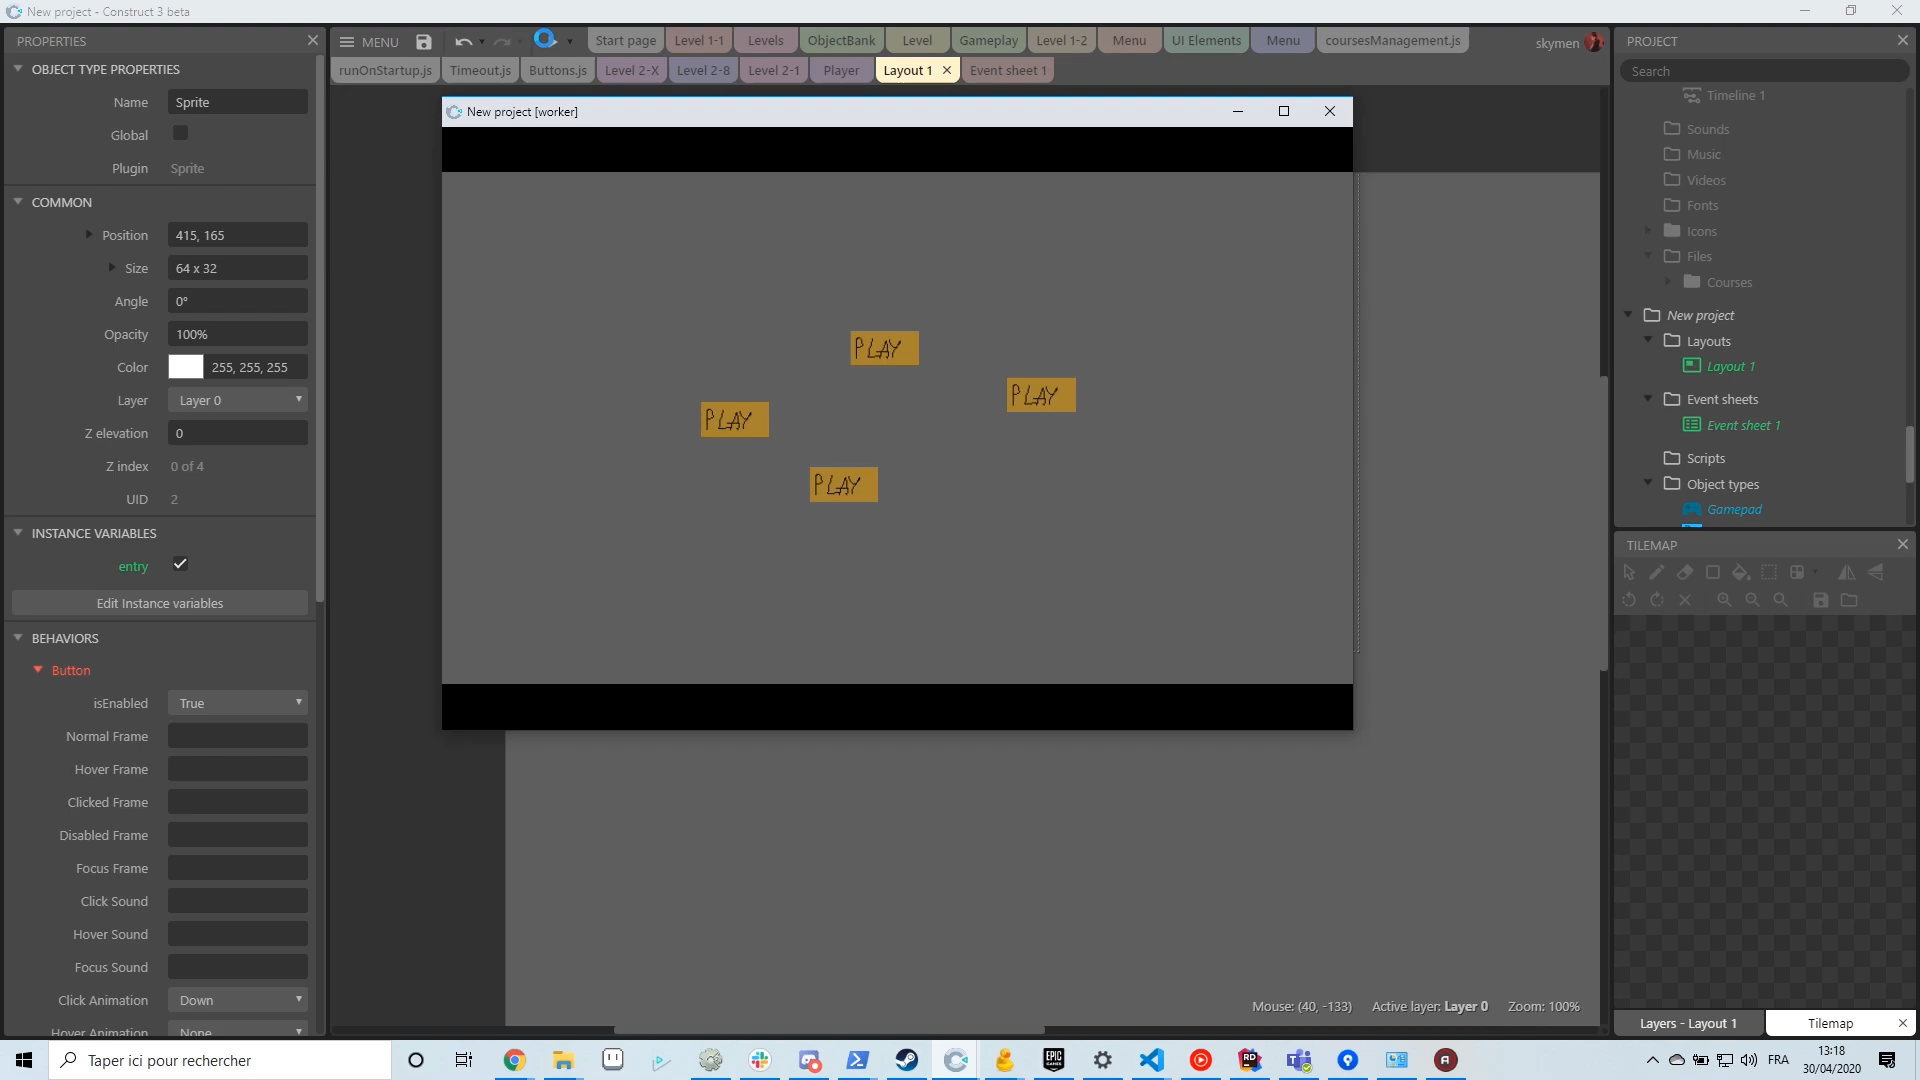 New project - Construct 3 beta
PROPERTIES
OBJECT TYPE PROPERTIES
Name Sprite
Global
Plugin Sprite
COMMON
Position 415, 165
Size 64 x 32
Angle 0°
Opacity 100%
Color 255, 255, 255
Layer Layer 0
Z elevation 0
Z index 0 of 4
UID 2
INSTANCE VARIABLES
entry
Edit Instance variables
BEHAVIORS
Button
isEnabled True
Normal Frame
Hover Frame
Clicked Frame
Disabled Frame
Focus Frame
Click Sound
Hover Sound
Focus Sound
Click Animation Down
Hover Animation None
MENU
Start page Level 1-1 Levels ObjectBank Level Gameplay Level 1-2 Menu UI Elements Menu coursesManagement.js
skymen
runOnStartup.js Timeout.js Buttons.js Level 2-X Level 2-8 Level 2-1 Player Layout 1 Event sheet 1
New project [worker]
PLAY
PLAY
PLAY
PLAY
Mouse: (40, -133) Active layer: Layer 0 Zoom: 100%
PROJECT
Search
Timeline 1
Sounds
Music
Videos
Fonts
Icons
Files
Courses
New project
Layouts
Layout 1
Event sheets
Event sheet 1
Scripts
Object types
Gamepad
TILEMAP
Layers - Layout 1 Tilemap
Taper ici pour rechercher
EPIC GAMES
RD
FRA
13:18
30/04/2020